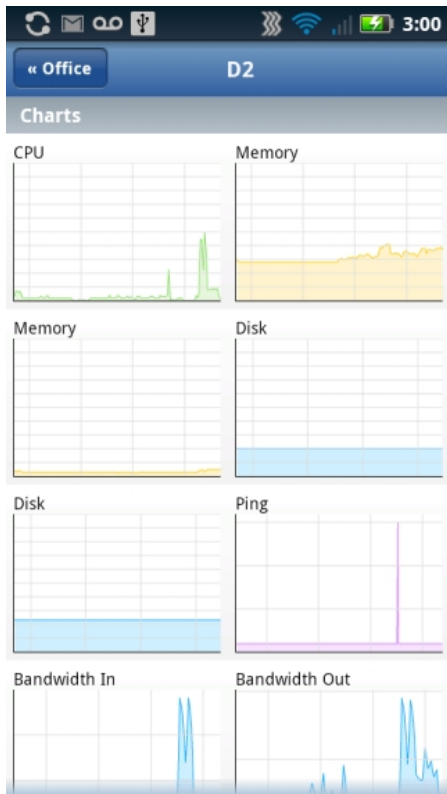 3:00
« Office
D2
Charts
CPU
Memory
Memory
Disk
Disk
Ping
Bandwidth In
Bandwidth Out